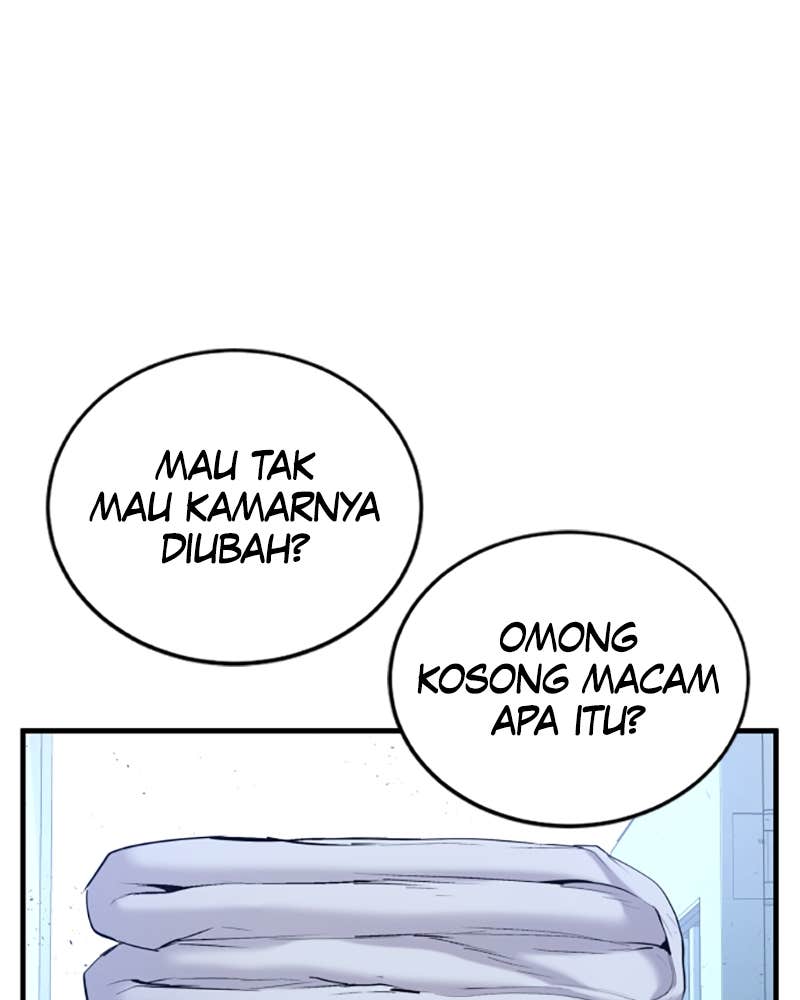 MAU TAK
MAU KAMARNYA
DIUBAH?
OMONG
KOSONG MACAM
APA ITU?